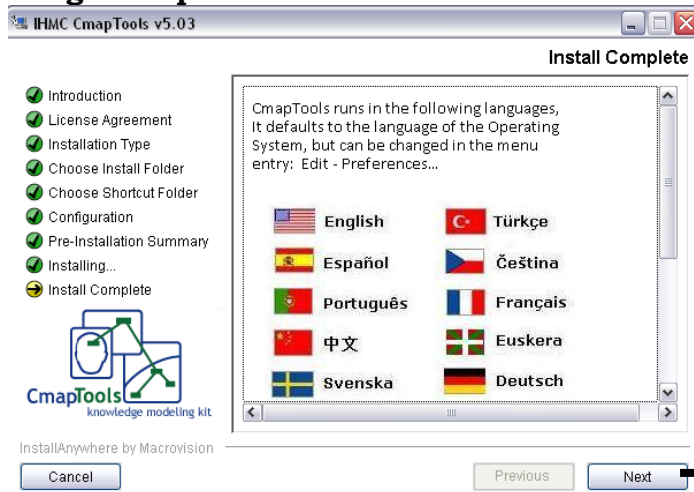 IHMC CmapTools v5.03
Install Complete
Introduction
License Agreement
Installation Type
Choose Install Folder
Choose Shortcut Folder
Configuration
Pre-Installation Summary
Installing...
Install Complete
CmapTools
knowledge modeling kit
CmapTools runs in the following languages,
It defaults to the language of the Operating
System, but can be changed in the menu
entry: Edit - Preferences...
English
Türkçe
Español
Čeština
Português
Français
中文
Euskera
Svenska
Deutsch
InstallAnywhere by Macrovision
Cancel
Previous
Next